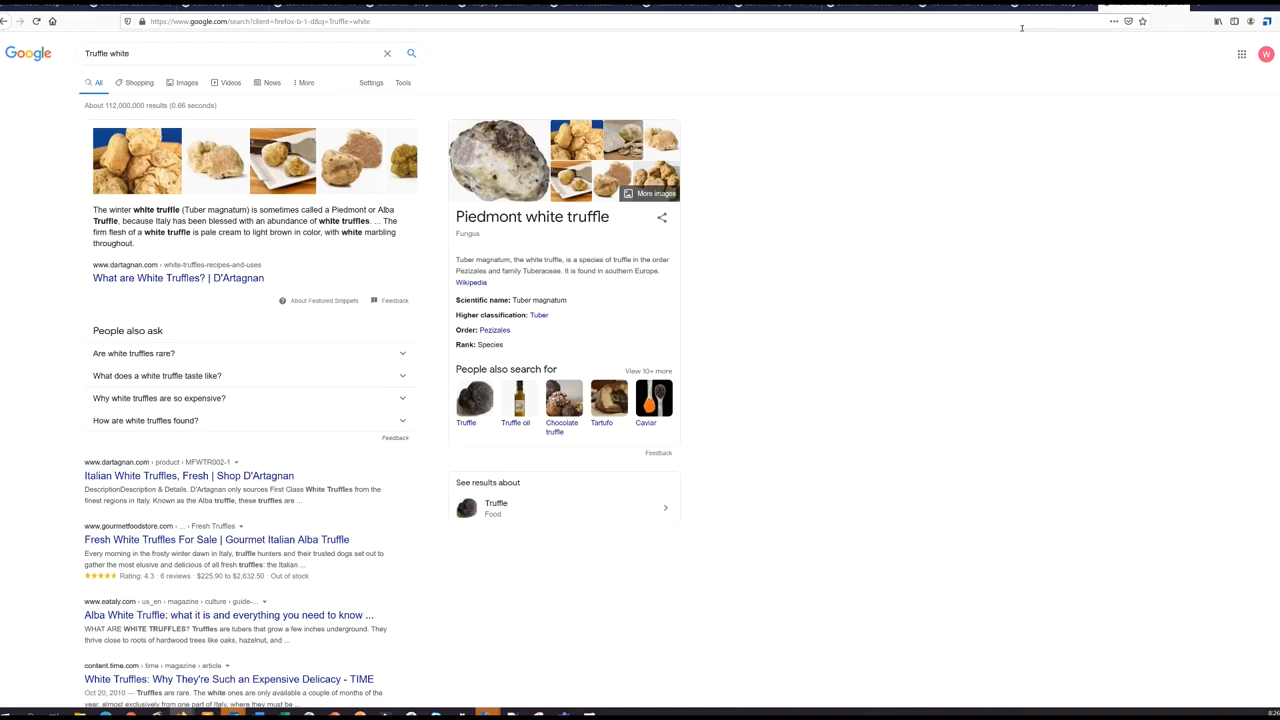 https://www.google.com/search?client=firefox-b-1-d&q=Truffle+white
Google
Truffle white
W
All
Shopping
Images
Videos
News
More
Settings
Tools
About 112,000,000 results (0.66 seconds)
The winter white truffle (Tuber magnatum) is sometimes called a Piedmont or Alba
Truffle, because Italy has been blessed with an abundance of white truffles. ... The
firm flesh of a white truffle is pale cream to light brown in color, with white marbling
throughout.
www.dartagnan.com › white-truffles-recipes-and-uses
What are White Truffles? | D'Artagnan
About Featured Snippets
Feedback
People also ask
Are white truffles rare?
What does a white truffle taste like?
Why white truffles are so expensive?
How are white truffles found?
Feedback
www.dartagnan.com › product › MFWTR002-1
Italian White Truffles, Fresh | Shop D'Artagnan
DescriptionDescription & Details. D'Artagnan only sources First Class White Truffles from the
finest regions in Italy. Known as the Alba truffle, these truffles are ...
www.gourmetfoodstore.com › ... › Fresh Truffles
Fresh White Truffles For Sale | Gourmet Italian Alba Truffle
Every morning in the frosty winter dawn in Italy, truffle hunters and their trusted dogs set out to
gather the most elusive and delicious of all fresh truffles: the Italian ...
Rating: 4.3 · 6 reviews · $225.90 to $2,632.50 · Out of stock
www.eataly.com › us_en › magazine › culture › guide-...
Alba White Truffle: what it is and everything you need to know ...
WHAT ARE WHITE TRUFFLES? Truffles are tubers that grow a few inches underground. They
thrive close to roots of hardwood trees like oaks, hazelnut, and ...
content.time.com › time › magazine › article
White Truffles: Why They're Such an Expensive Delicacy - TIME
Oct 20, 2010 — Truffles are rare. The white ones are only available a couple of months of the
year, almost exclusively from one part of Italy, where they must be ...
More images
Piedmont white truffle
Fungus
Tuber magnatum, the white truffle, is a species of truffle in the order
Pezizales and family Tuberaceae. It is found in southern Europe.
Wikipedia
Scientific name: Tuber magnatum
Higher classification: Tuber
Order: Pezizales
Rank: Species
People also search for
View 10+ more
Truffle
Truffle oil
Chocolate
truffle
Tartufo
Caviar
Feedback
See results about
Truffle
Food